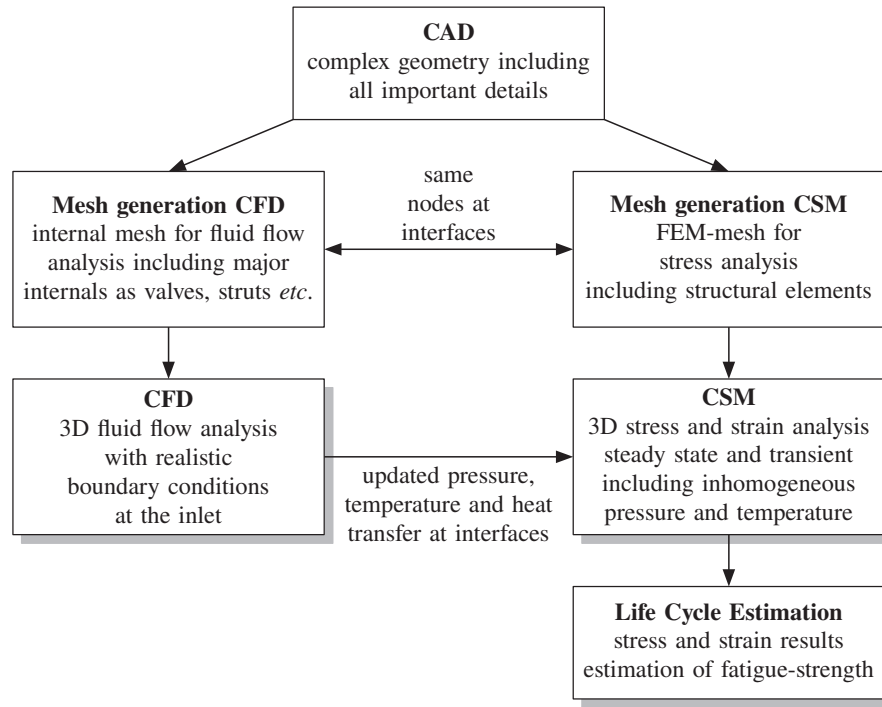 CAD
complex geometry including
all important details
Mesh generation CFD
internal mesh for fluid flow
analysis including major
internals as valves, struts etc.
same
nodes at
interfaces
Mesh generation CSM
FEM-mesh for
stress analysis
including structural elements
CFD
3D fluid flow analysis
with realistic
boundary conditions
at the inlet
updated pressure,
temperature and heat
transfer at interfaces
CSM
3D stress and strain analysis
steady state and transient
including inhomogeneous
pressure and temperature
Life Cycle Estimation
stress and strain results
estimation of fatigue-strength